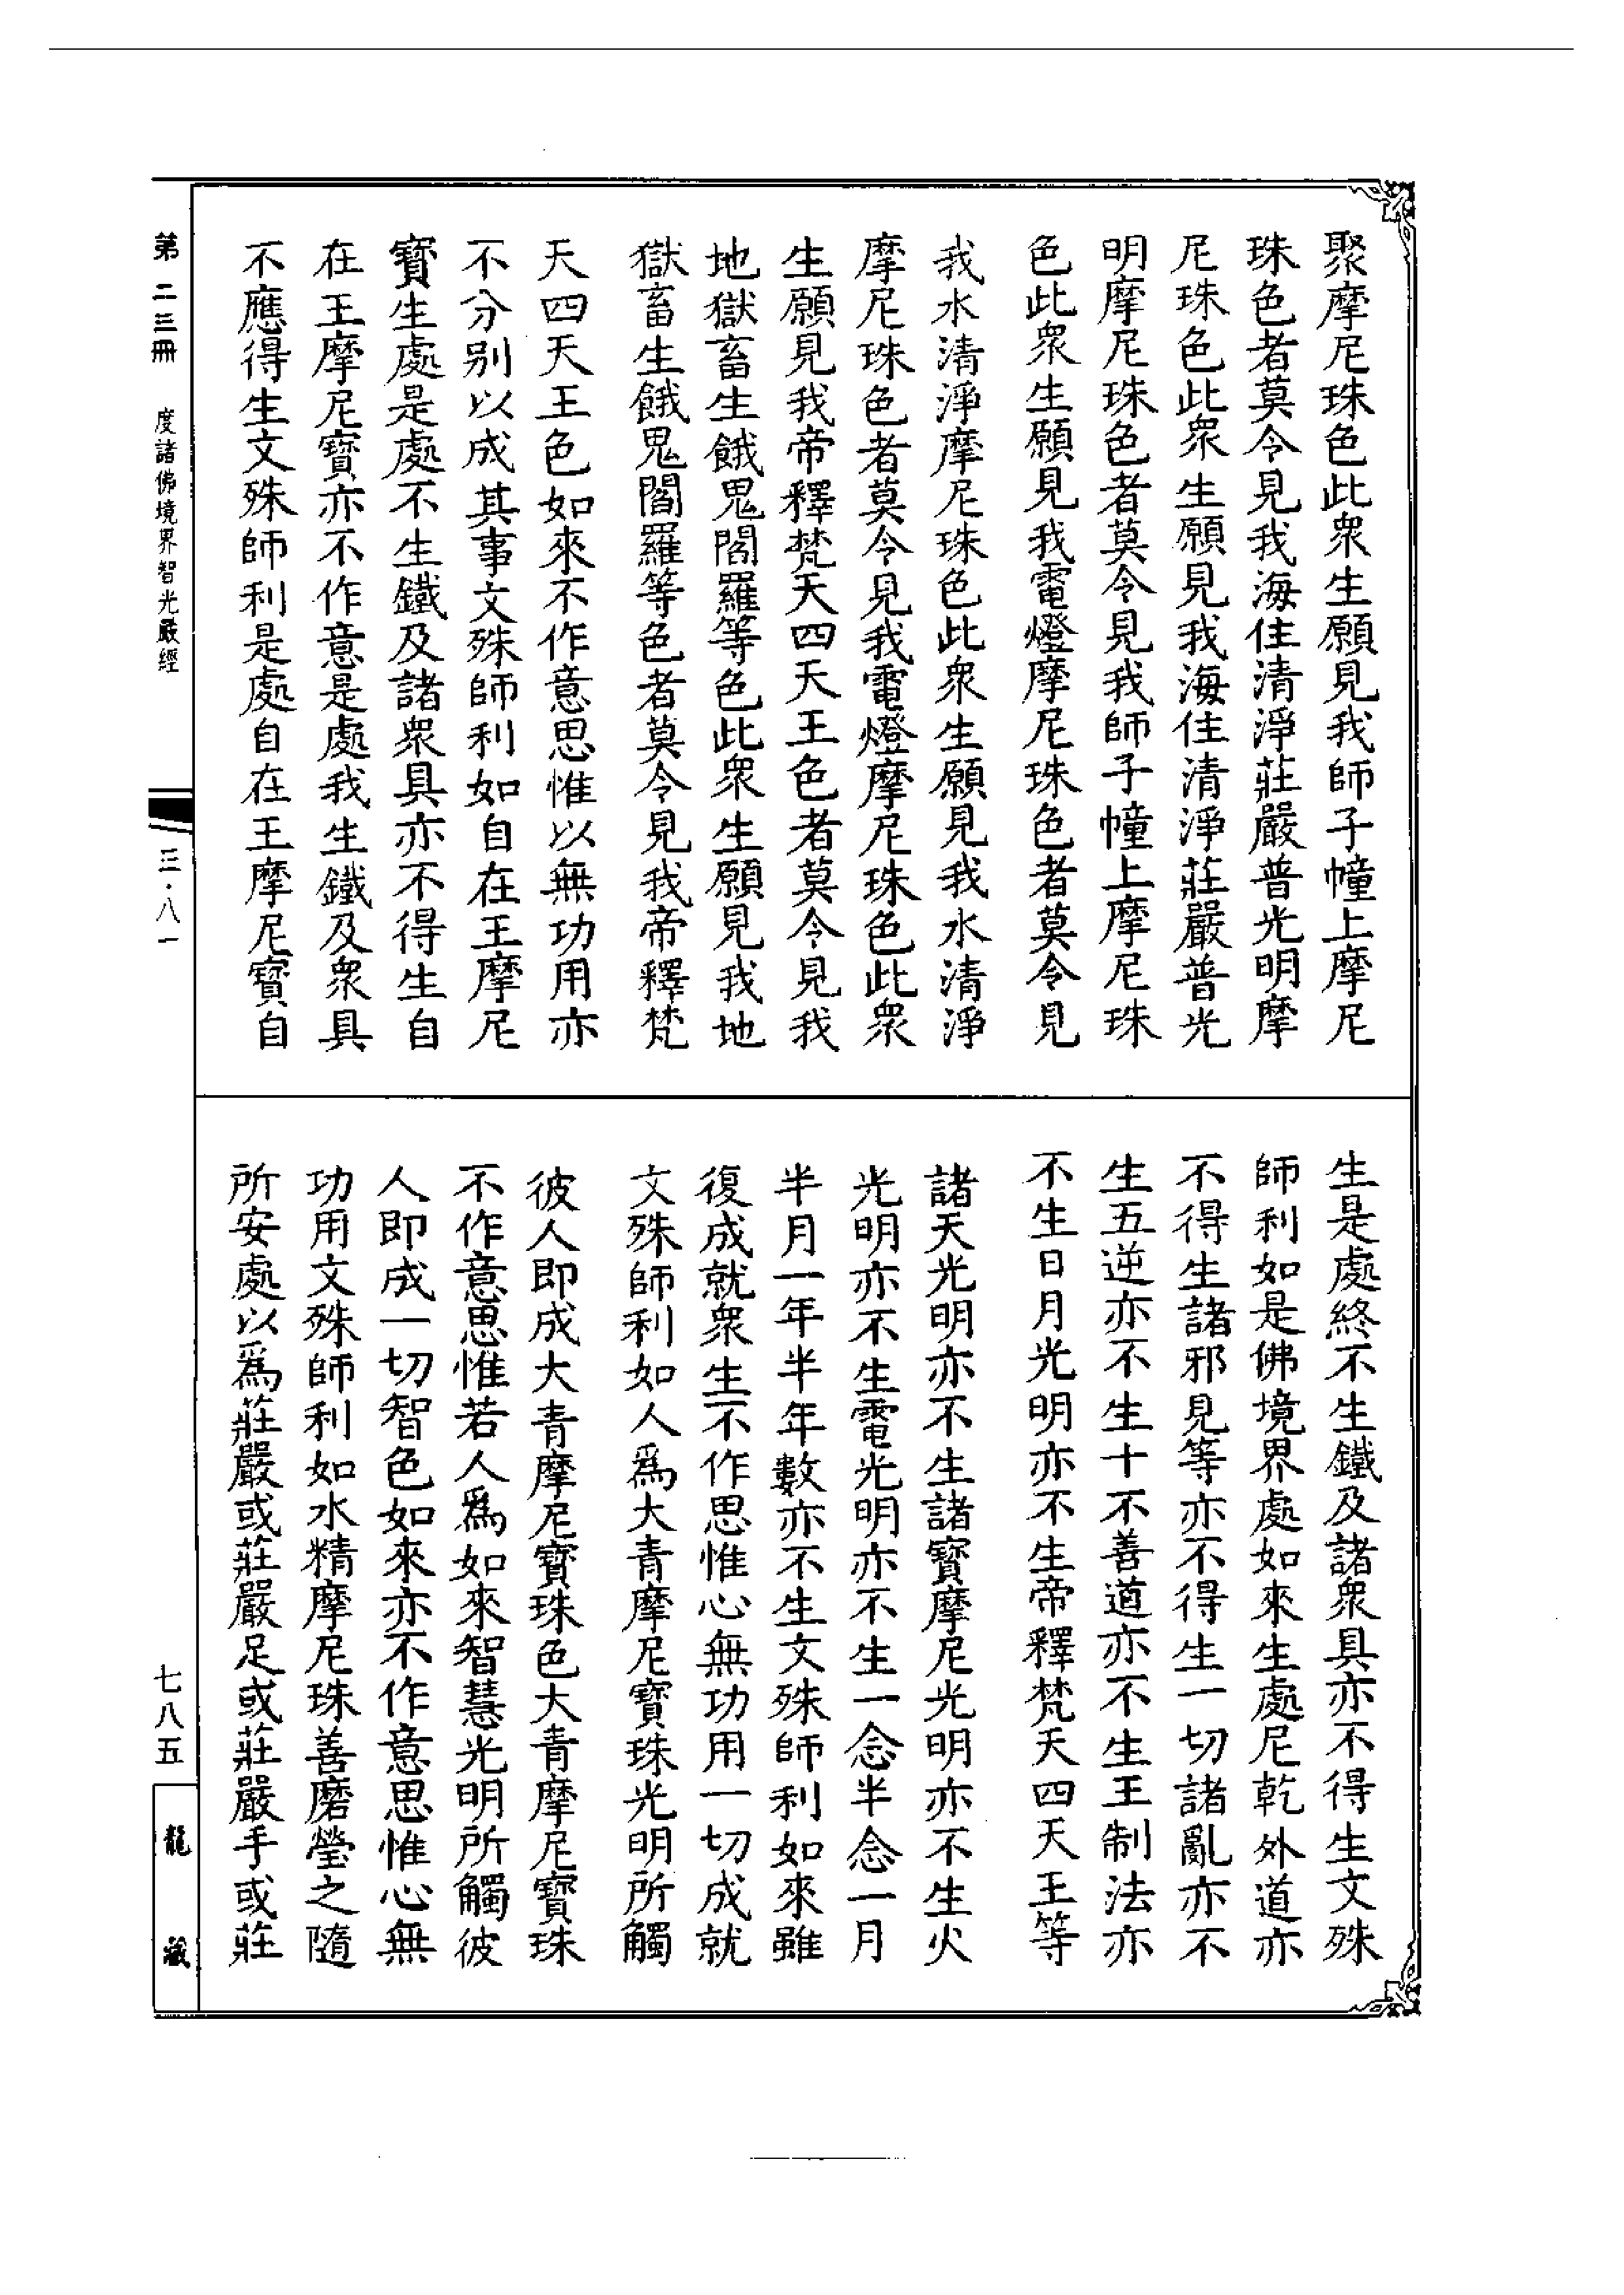 聚摩尼珠色此衆生願見我師子幢上摩尼
珠色者莫令見我海住清淨莊嚴普光明摩
尼珠色此衆生願見我海住清淨莊嚴普光
明摩尼珠色者莫令見我師子幢上摩尼珠
色此衆生願見我電燈摩尼珠色者莫令見
我水清淨摩尼珠色此衆生願見我水清淨
摩尼珠色者莫令見我電燈摩尼珠色此衆
生願見我帝釋梵天四天王色者莫令見我
地獄畜生餓鬼閻羅等色此衆生願見我地
獄畜生餓鬼閻羅等色者莫令見我帝釋梵
天四天王色如來不作意思惟以無功用亦
不分別以成其事文殊師利如自在王摩尼
寶生處是處不生鐵及諸衆具亦不得生自
在王摩尼寶亦不作意是處我生鐵及衆具
不應得生文殊師利是處自在王摩尼寶自
生是處終不生鐵及諸衆具亦不得生文殊
師利如是佛境界處如來生處尼乾外道亦
不得生諸邪見等亦不得生一切諸亂亦不
生五逆亦不生十不善道亦不生王制法亦
不生日月光明亦不生帝釋梵天四天王等
諸天光明亦不生諸寶摩尼光明亦不生火
光明亦不生電光明亦不生一念半念一月
半月一年半年數亦不生文殊師利如來雖
復成就衆生不作思惟心無功用一切成就
文殊師利如人爲大青摩尼寶珠光明所觸
彼人即成大青摩尼寶珠色大青摩尼寶珠
不作意思惟若人爲如來智慧光明所觸彼
人即成一切智色如來亦不作意思惟心無
功用文殊師利如水精摩尼珠善磨瑩之隨
所安處以爲莊嚴或莊嚴足或莊嚴手或莊
第二三冊 度諸佛境界智光嚴經
三·八一
七八五
龍藏